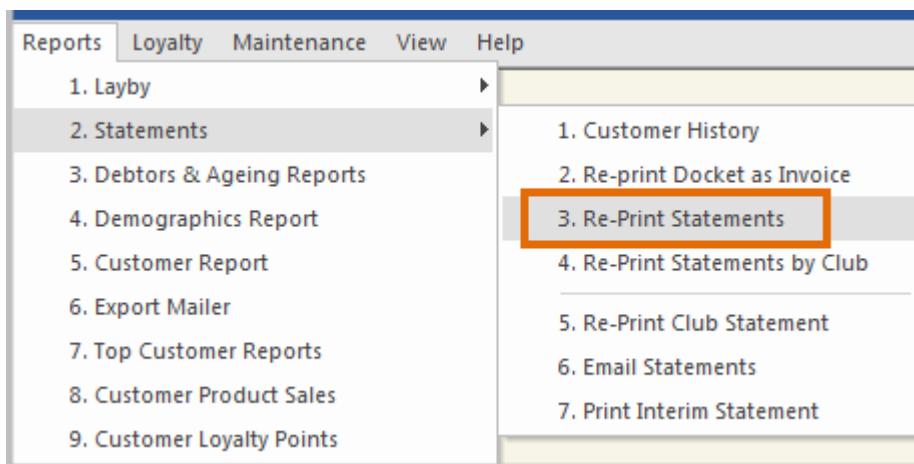 Reports Loyalty Maintenance View Help
1. Layby
2. Statements
3. Debtors & Ageing Reports
4. Demographics Report
5. Customer Report
6. Export Mailer
7. Top Customer Reports
8. Customer Product Sales
9. Customer Loyalty Points
1. Customer History
2. Re-print Docket as Invoice
3. Re-Print Statements
4. Re-Print Statements by Club
5. Re-Print Club Statement
6. Email Statements
7. Print Interim Statement